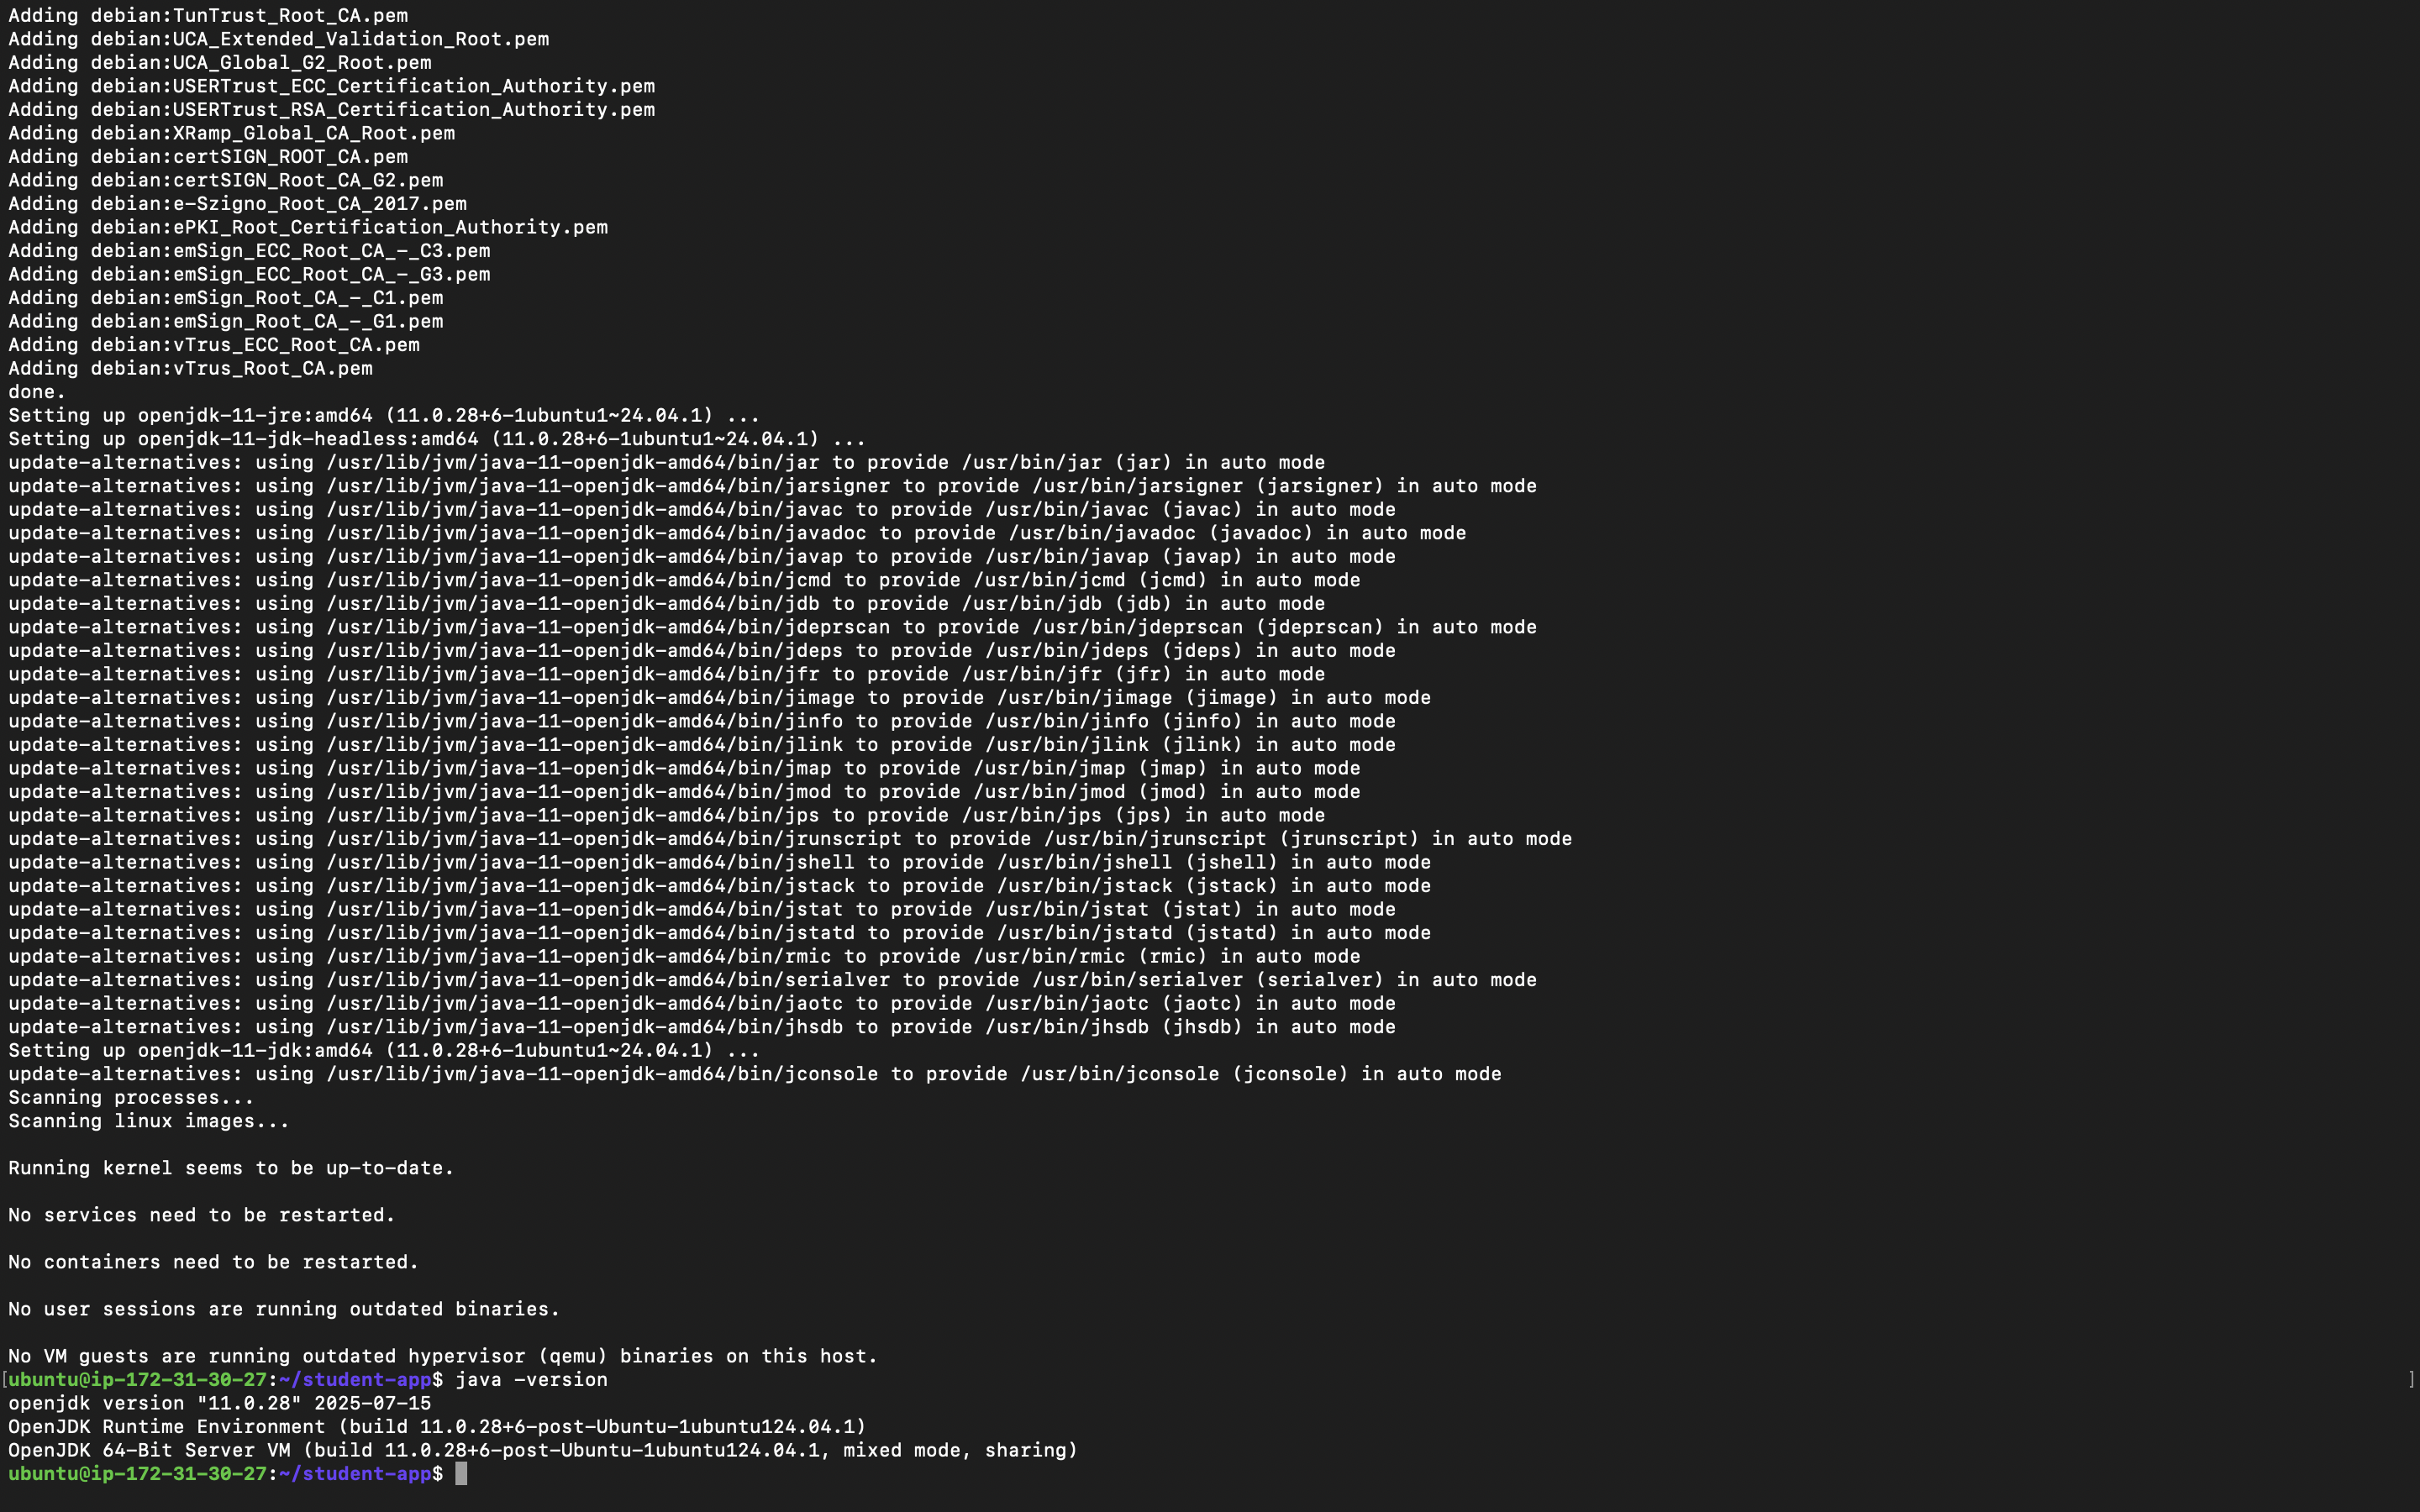 Adding debian:TunTrust_Root_CA.pem
Adding debian:UCA_Extended_Validation_Root.pem
Adding debian:UCA_Global_G2_Root.pem
Adding debian:USERTrust_ECC_Certification_Authority.pem
Adding debian:USERTrust_RSA_Certification_Authority.pem
Adding debian:XRamp_Global_CA_Root.pem
Adding debian:certSIGN_ROOT_CA.pem
Adding debian:certSIGN_Root_CA_G2.pem
Adding debian:e-Szigno_Root_CA_2017.pem
Adding debian:ePKI_Root_Certification_Authority.pem
Adding debian:emSign_ECC_Root_CA_-_C3.pem
Adding debian:emSign_ECC_Root_CA_-_G3.pem
Adding debian:emSign_Root_CA_-_C1.pem
Adding debian:emSign_Root_CA_-_G1.pem
Adding debian:vTrus_ECC_Root_CA.pem
Adding debian:vTrus_Root_CA.pem
done.
Setting up openjdk-11-jre:amd64 (11.0.28+6-1ubuntu1~24.04.1) ...
Setting up openjdk-11-jdk-headless:amd64 (11.0.28+6-1ubuntu1~24.04.1) ...
update-alternatives: using /usr/lib/jvm/java-11-openjdk-amd64/bin/jar to provide /usr/bin/jar (jar) in auto mode
update-alternatives: using /usr/lib/jvm/java-11-openjdk-amd64/bin/jarsigner to provide /usr/bin/jarsigner (jarsigner) in auto mode
update-alternatives: using /usr/lib/jvm/java-11-openjdk-amd64/bin/javac to provide /usr/bin/javac (javac) in auto mode
update-alternatives: using /usr/lib/jvm/java-11-openjdk-amd64/bin/javadoc to provide /usr/bin/javadoc (javadoc) in auto mode
update-alternatives: using /usr/lib/jvm/java-11-openjdk-amd64/bin/javap to provide /usr/bin/javap (javap) in auto mode
update-alternatives: using /usr/lib/jvm/java-11-openjdk-amd64/bin/jcmd to provide /usr/bin/jcmd (jcmd) in auto mode
update-alternatives: using /usr/lib/jvm/java-11-openjdk-amd64/bin/jdb to provide /usr/bin/jdb (jdb) in auto mode
update-alternatives: using /usr/lib/jvm/java-11-openjdk-amd64/bin/jdeprscan to provide /usr/bin/jdeprscan (jdeprscan) in auto mode
update-alternatives: using /usr/lib/jvm/java-11-openjdk-amd64/bin/jdeps to provide /usr/bin/jdeps (jdeps) in auto mode
update-alternatives: using /usr/lib/jvm/java-11-openjdk-amd64/bin/jfr to provide /usr/bin/jfr (jfr) in auto mode
update-alternatives: using /usr/lib/jvm/java-11-openjdk-amd64/bin/jimage to provide /usr/bin/jimage (jimage) in auto mode
update-alternatives: using /usr/lib/jvm/java-11-openjdk-amd64/bin/jinfo to provide /usr/bin/jinfo (jinfo) in auto mode
update-alternatives: using /usr/lib/jvm/java-11-openjdk-amd64/bin/jlink to provide /usr/bin/jlink (jlink) in auto mode
update-alternatives: using /usr/lib/jvm/java-11-openjdk-amd64/bin/jmap to provide /usr/bin/jmap (jmap) in auto mode
update-alternatives: using /usr/lib/jvm/java-11-openjdk-amd64/bin/jmod to provide /usr/bin/jmod (jmod) in auto mode
update-alternatives: using /usr/lib/jvm/java-11-openjdk-amd64/bin/jps to provide /usr/bin/jps (jps) in auto mode
update-alternatives: using /usr/lib/jvm/java-11-openjdk-amd64/bin/jrunscript to provide /usr/bin/jrunscript (jrunscript) in auto mode
update-alternatives: using /usr/lib/jvm/java-11-openjdk-amd64/bin/jshell to provide /usr/bin/jshell (jshell) in auto mode
update-alternatives: using /usr/lib/jvm/java-11-openjdk-amd64/bin/jstack to provide /usr/bin/jstack (jstack) in auto mode
update-alternatives: using /usr/lib/jvm/java-11-openjdk-amd64/bin/jstat to provide /usr/bin/jstat (jstat) in auto mode
update-alternatives: using /usr/lib/jvm/java-11-openjdk-amd64/bin/jstatd to provide /usr/bin/jstatd (jstatd) in auto mode
update-alternatives: using /usr/lib/jvm/java-11-openjdk-amd64/bin/rmic to provide /usr/bin/rmic (rmic) in auto mode
update-alternatives: using /usr/lib/jvm/java-11-openjdk-amd64/bin/serialver to provide /usr/bin/serialver (serialver) in auto mode
update-alternatives: using /usr/lib/jvm/java-11-openjdk-amd64/bin/jaotc to provide /usr/bin/jaotc (jaotc) in auto mode
update-alternatives: using /usr/lib/jvm/java-11-openjdk-amd64/bin/jhsdb to provide /usr/bin/jhsdb (jhsdb) in auto mode
Setting up openjdk-11-jdk:amd64 (11.0.28+6-1ubuntu1~24.04.1) ...
update-alternatives: using /usr/lib/jvm/java-11-openjdk-amd64/bin/jconsole to provide /usr/bin/jconsole (jconsole) in auto mode
Scanning processes...
Scanning linux images...
Running kernel seems to be up-to-date.
No services need to be restarted.
No containers need to be restarted.
No user sessions are running outdated binaries.
No VM guests are running outdated hypervisor (qemu) binaries on this host.
[ubuntu@ip-172-31-30-27:~/student-app$ java -version ]
openjdk version "11.0.28" 2025-07-15
OpenJDK Runtime Environment (build 11.0.28+6-post-Ubuntu-1ubuntu124.04.1)
OpenJDK 64-Bit Server VM (build 11.0.28+6-post-Ubuntu-1ubuntu124.04.1, mixed mode, sharing)
ubuntu@ip-172-31-30-27:~/student-app$